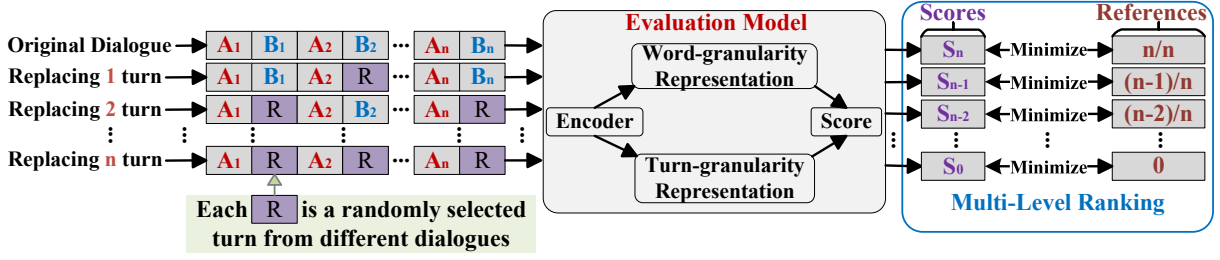 Evaluation Model
Scores References
Original Dialogue A1 B1 A2 B2 ... An Bn Sn Minimize n/n
Replacing 1 turn A1 B1 A2 R ... An Bn Sn-1 Minimize (n-1)/n
Replacing 2 turn A1 R A2 B2 ... An R Sn-2 Minimize (n-2)/n
Replacing n turn A1 R A2 R ... An R S0 Minimize 0
Word-granularity
Representation
Encoder Score
Turn-granularity
Representation
Multi-Level Ranking
Each R is a randomly selected
turn from different dialogues